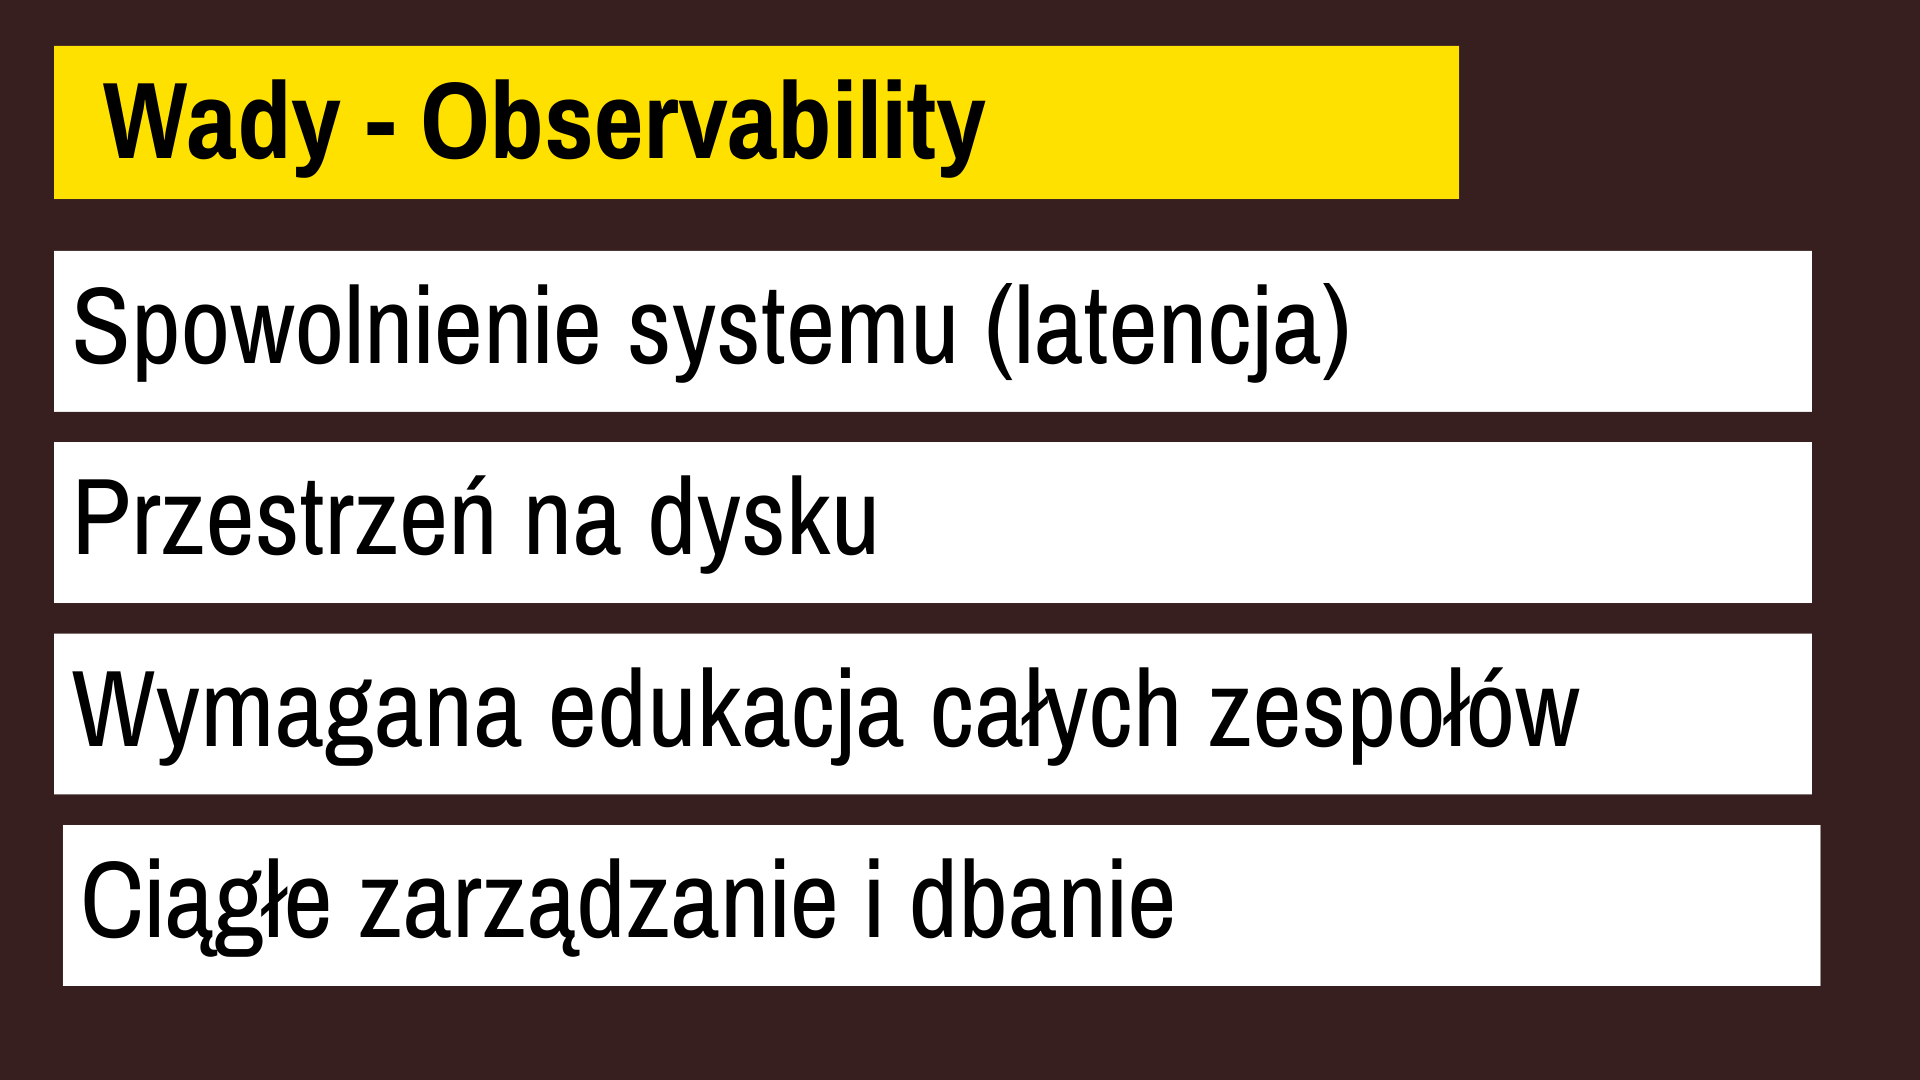 Wady - Observability
Spowolnienie systemu (latencja)
Przestrzeń na dysku
Wymagana edukacja całych zespołów
Ciągłe zarządzanie i dbanie